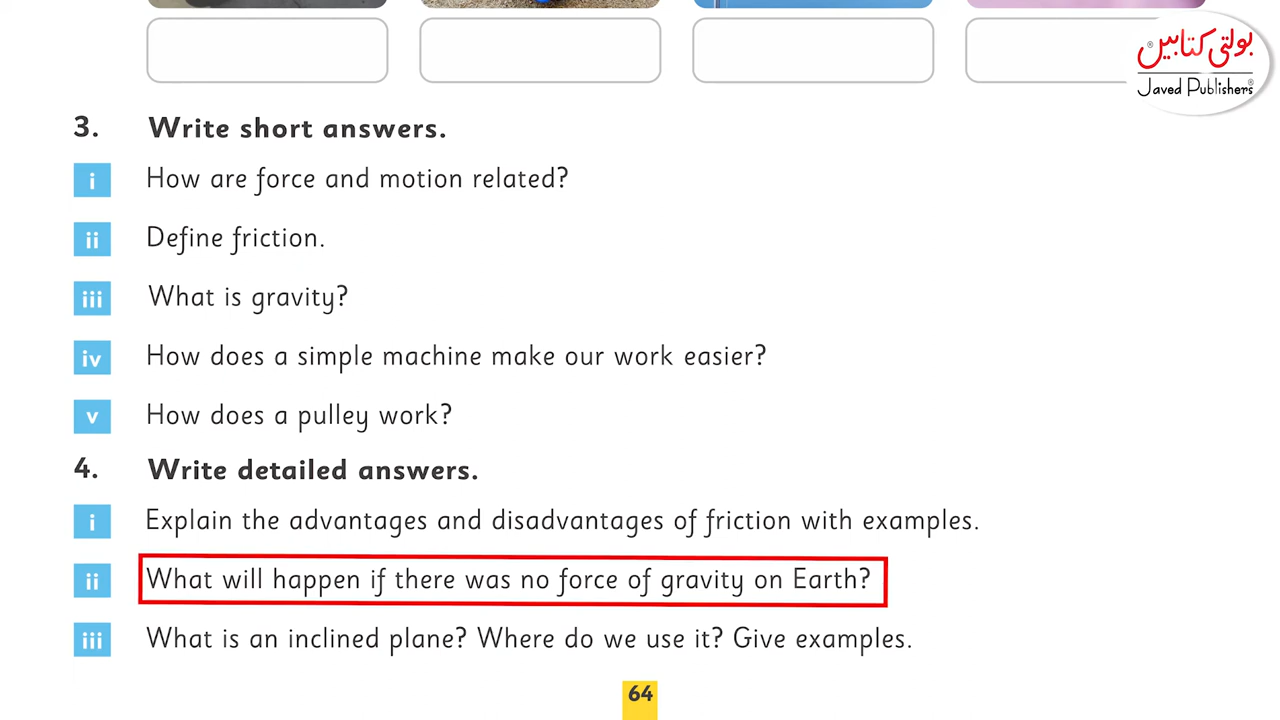 بولتی کتابیں
Javed Publishers
3. Write short answers.
i How are force and motion related?
ii Define friction.
iii What is gravity?
iv How does a simple machine make our work easier?
v How does a pulley work?
4. Write detailed answers.
i Explain the advantages and disadvantages of friction with examples.
ii What will happen if there was no force of gravity on Earth?
iii What is an inclined plane? Where do we use it? Give examples.
64